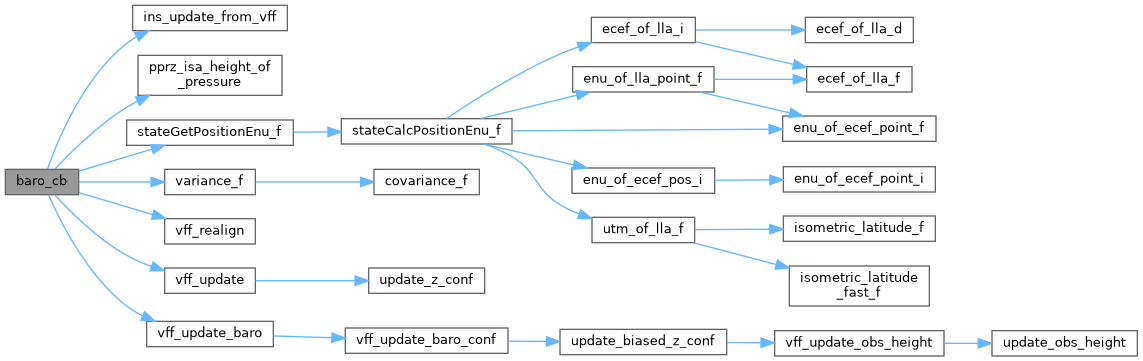 baro_cb
ins_update_from_vff
pprz_isa_height_of
_pressure
stateGetPositionEnu_f
variance_f
vff_realign
vff_update
vff_update_baro
stateCalcPositionEnu_f
covariance_f
update_z_conf
vff_update_baro_conf
ecef_of_lla_i
enu_of_lla_point_f
enu_of_ecef_pos_i
utm_of_lla_f
update_biased_z_conf
ecef_of_lla_d
ecef_of_lla_f
enu_of_ecef_point_f
enu_of_ecef_point_i
isometric_latitude_f
isometric_latitude
_fast_f
vff_update_obs_height
update_obs_height